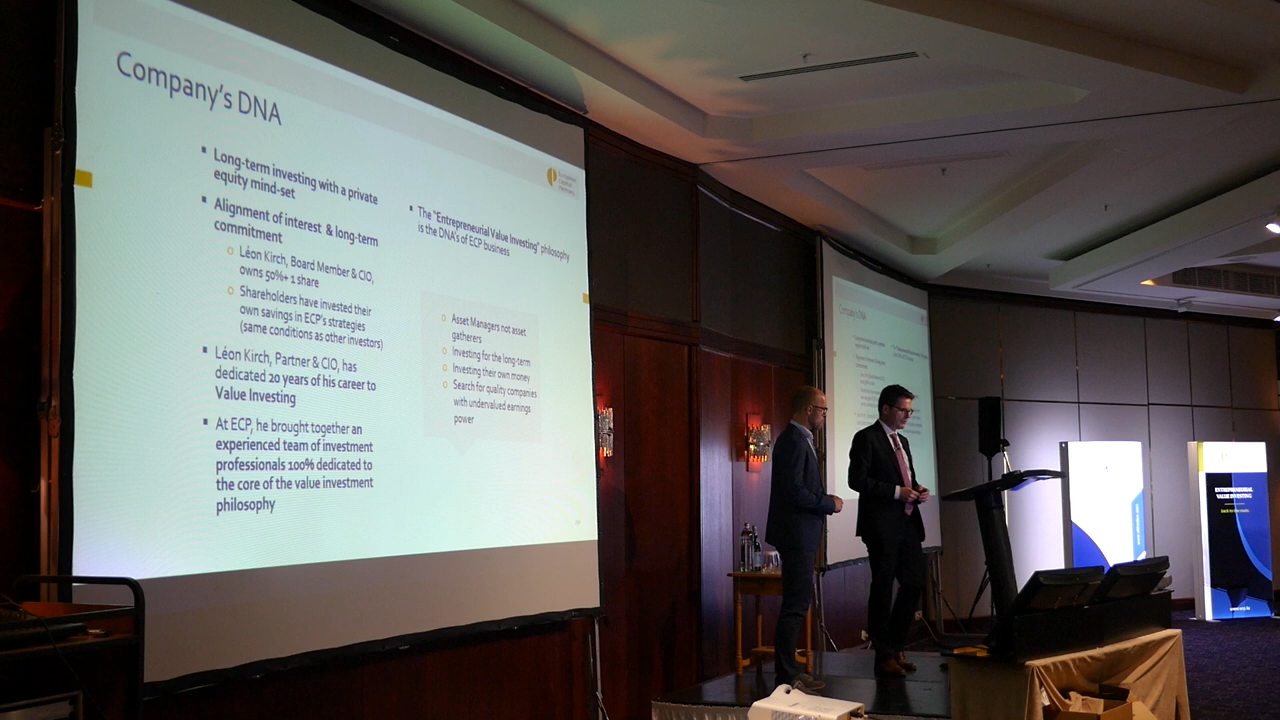 Company's DNA
European
Capital
Partners
▪ Long-term investing with a private
equity mind-set
▪ Alignment of interest & long-term
commitment
○ Léon Kirch, Board Member & CIO,
owns 50%+ 1 share
○ Shareholders have invested their
own savings in ECP's strategies
(same conditions as other investors)
▪ Léon Kirch, Partner & CIO, has
dedicated 20 years of his career to
Value Investing
▪ At ECP, he brought together an
experienced team of investment
professionals 100% dedicated to
the core of the value investment
philosophy
▪ The "Entrepreneurial Value Investing" philosophy
is the DNA's of ECP business
○ Asset Managers not asset
gatherers
○ Investing for the long-term
○ Investing their own money
○ Search for quality companies
with undervalued earnings
power
Company's DNA
ENTREPRENEURIAL
VALUE INVESTING